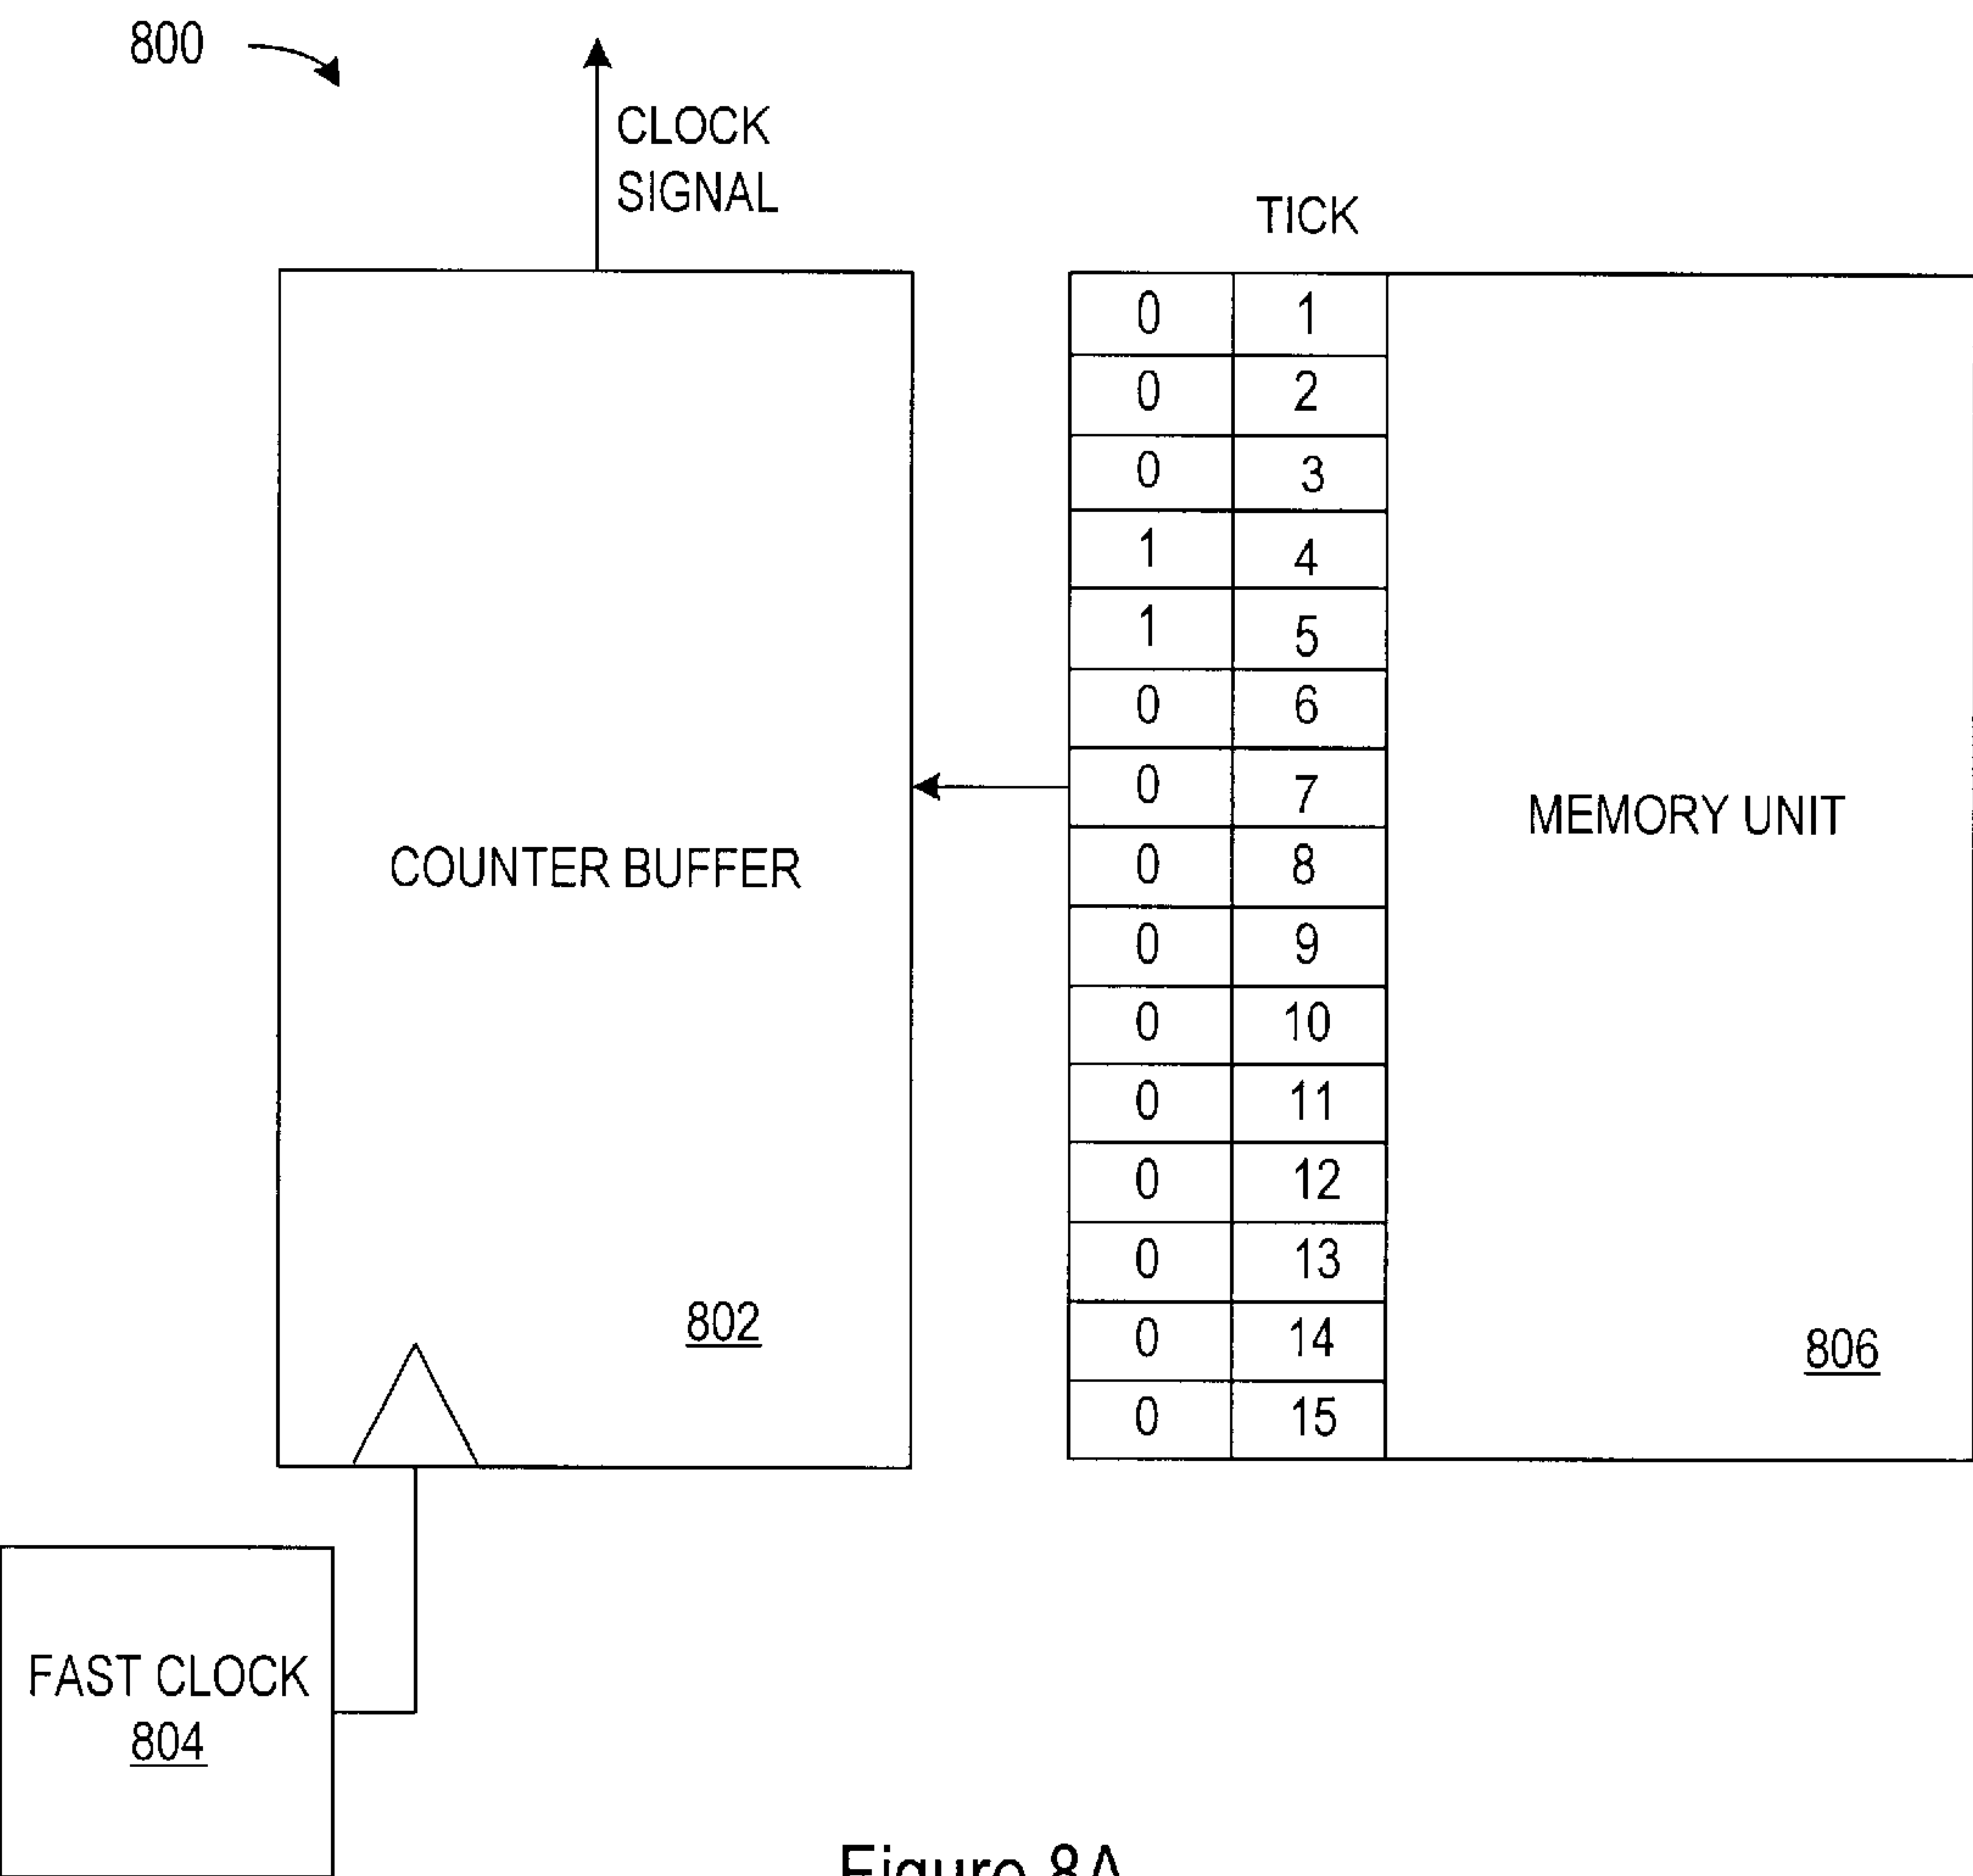 800
CLOCK
SIGNAL
TICK
0 1
0 2
0 3
1 4
1 5
0 6
0 7
0 8
0 9
0 10
0 11
0 12
0 13
0 14
0 15
MEMORY UNIT
COUNTER BUFFER
802
806
FAST CLOCK
804
Figure 8A